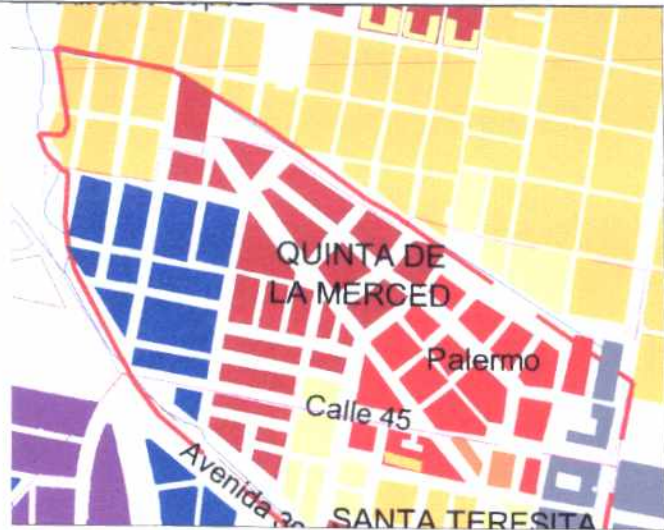 QUINTA DE
LA MERCED
Palermo
Calle 45
Avenida
SANTA TERESITA